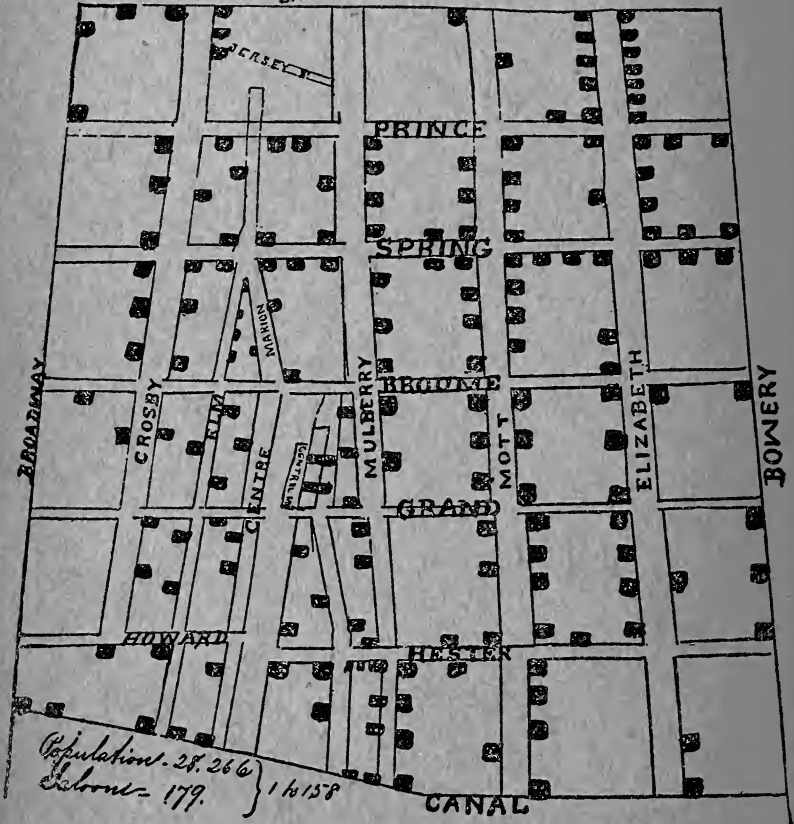 JERSEY
PRINCE
SPRING
MARION
BROADWAY
CROSBY
ELM
CENTRE
MULBERRY
BROOME
MOTT
ELIZABETH
BOWERY
GRAND
HOWARD
HESTER
Population - 28.266
Saloons = 179. } 1 to 158
CANAL